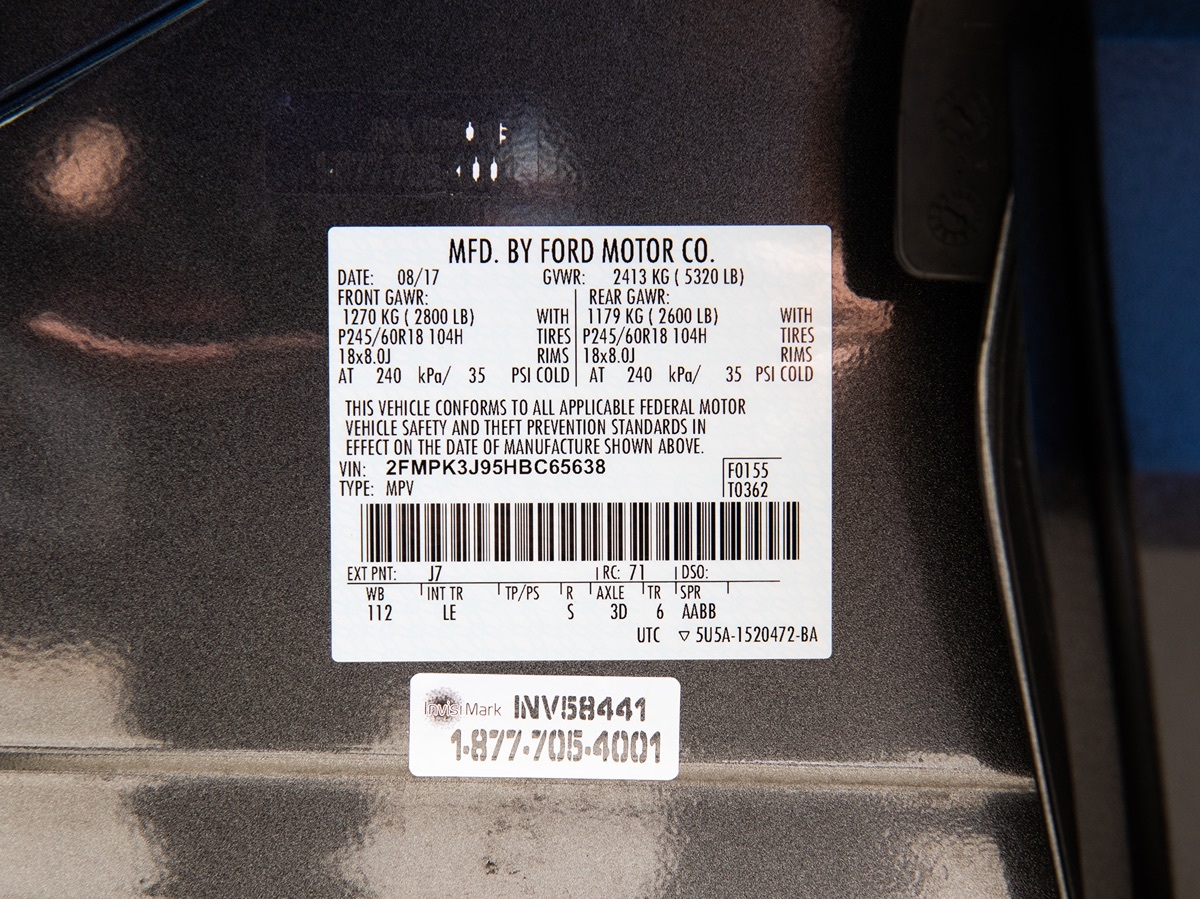 MFD. BY FORD MOTOR CO.
DATE: 08/17 GVWR: 2413 KG ( 5320 LB)
FRONT GAWR: REAR GAWR:
1270 KG ( 2800 LB) WITH 1179 KG ( 2600 LB) WITH
P245/60R18 104H TIRES P245/60R18 104H TIRES
18x8.0J RIMS 18x8.0J RIMS
AT 240 kPa/ 35 PSI COLD AT 240 kPa/ 35 PSI COLD
THIS VEHICLE CONFORMS TO ALL APPLICABLE FEDERAL MOTOR
VEHICLE SAFETY AND THEFT PREVENTION STANDARDS IN
EFFECT ON THE DATE OF MANUFACTURE SHOWN ABOVE.
VIN: 2FMPK3J95HBC65638 F0155
TYPE: MPV T0362
EXT PNT: J7 RC: 71 DSO:
WB INT TR TP/PS R AXLE TR SPR
112 LE S 3D 6 AABB
UTC ▽ 5U5A-1520472-BA
InvisiMark INV58441
1-877-705-4001